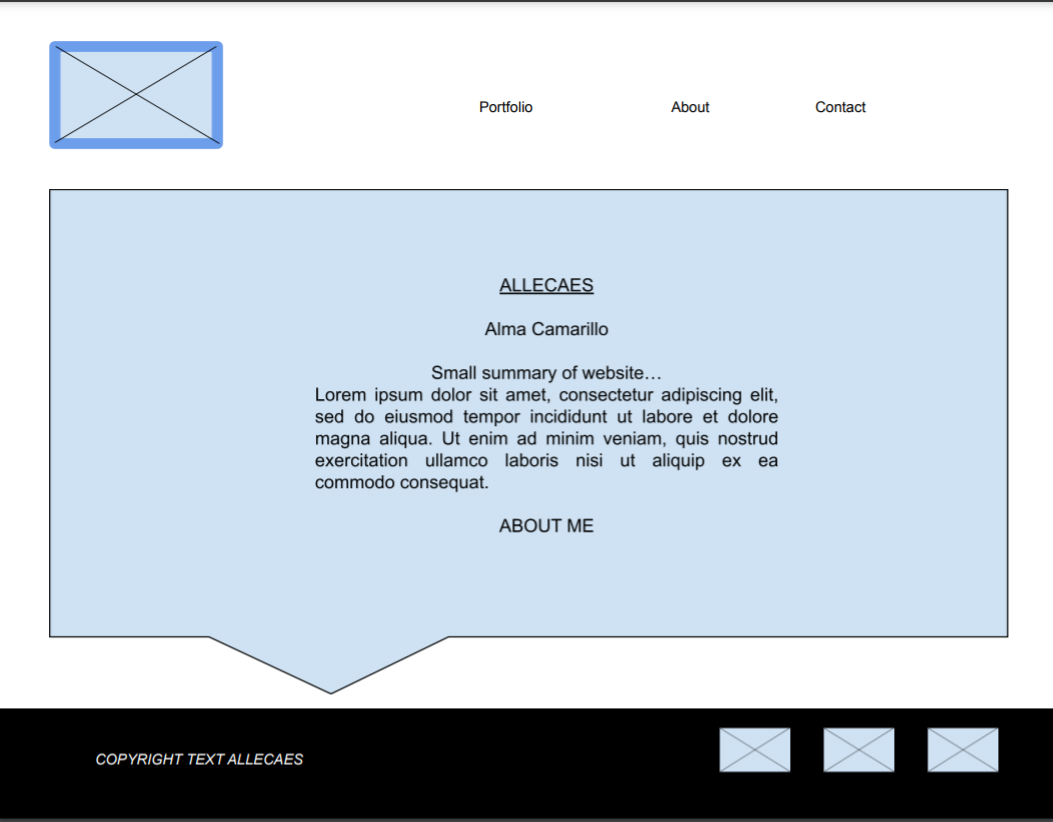 Portfolio About Contact
ALLECAES
Alma Camarillo
Small summary of website…
Lorem ipsum dolor sit amet, consectetur adipiscing elit,
sed do eiusmod tempor incididunt ut labore et dolore
magna aliqua. Ut enim ad minim veniam, quis nostrud
exercitation ullamco laboris nisi ut aliquip ex ea
commodo consequat.
ABOUT ME
COPYRIGHT TEXT ALLECAES